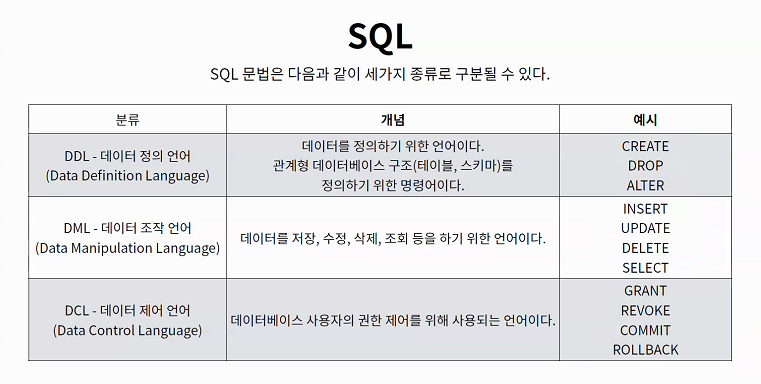 SQL
SQL 문법은 다음과 같이 세가지 종류로 구분될 수 있다.
분류
개념
예시
DDL - 데이터 정의 언어
(Data Definition Language)
데이터를 정의하기 위한 언어이다.
관계형 데이터베이스 구조(테이블, 스키마)를
정의하기 위한 명령어이다.
CREATE
DROP
ALTER
DML - 데이터 조작 언어
(Data Manipulation Language)
데이터를 저장, 수정, 삭제, 조회 등을 하기 위한 언어이다.
INSERT
UPDATE
DELETE
SELECT
DCL - 데이터 제어 언어
(Data Control Language)
데이터베이스 사용자의 권한 제어를 위해 사용되는 언어이다.
GRANT
REVOKE
COMMIT
ROLLBACK